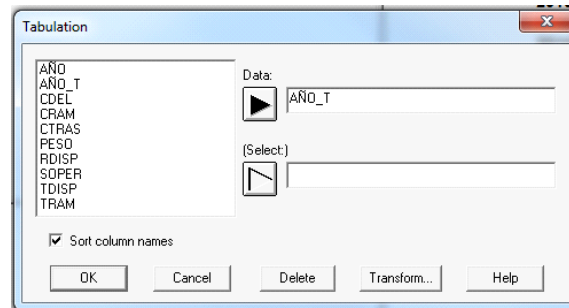 Tabulation
AÑO
AÑO_T
CDEL
CRAM
CTRAS
PESO
RDISP
SOPER
TDISP
TRAM
Data:
AÑO_T
(Select:)
Sort column names
OK
Cancel
Delete
Transform...
Help